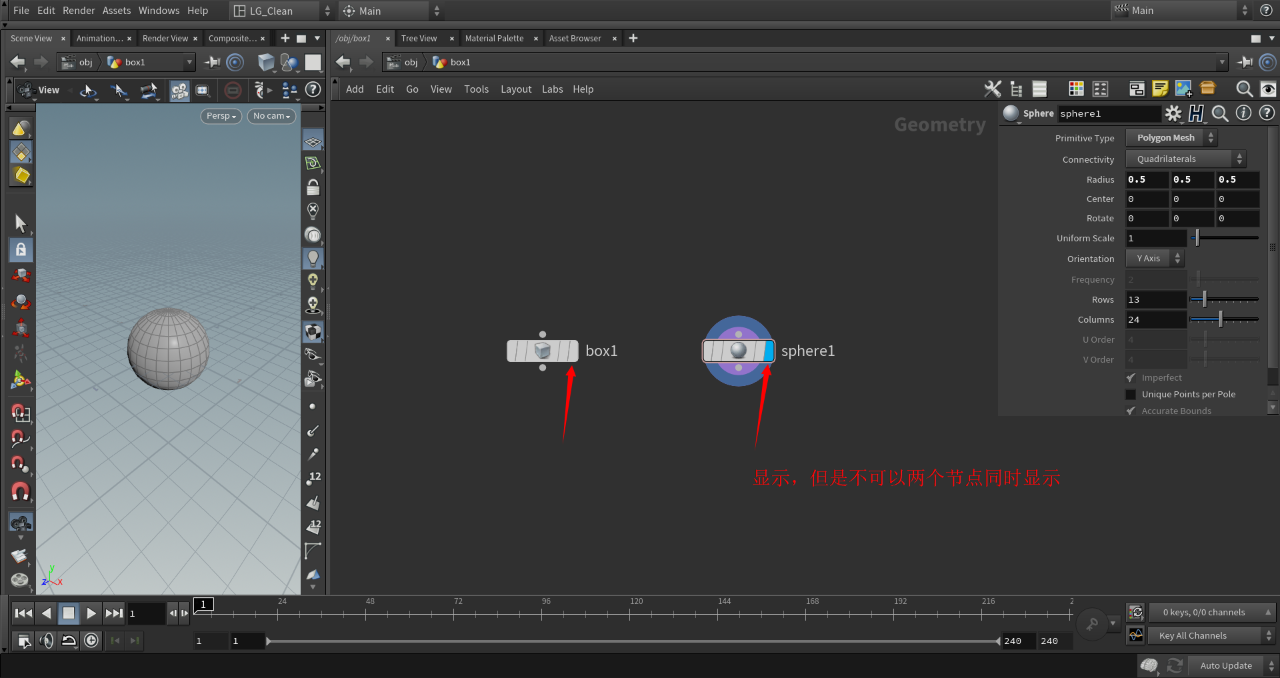 File Edit Render Assets Windows Help LG_Clean Main Main
Scene View Animation... Render View Composite... /obj/box1 Tree View Material Palette Asset Browser
obj box1 obj box1
View Add Edit Go View Tools Layout Labs Help
Persp No cam Geometry Sphere sphere1
Primitive Type Polygon Mesh
Connectivity Quadrilaterals
Radius 0.5 0.5 0.5
Center 0 0 0
Rotate 0 0 0
Uniform Scale 1
Orientation Y Axis
Frequency 2
Rows 13
Columns 24
U Order 4
V Order 4
Imperfect
Unique Points per Pole
Accurate Bounds
box1 sphere1
显示，但是不可以两个节点同时显示
12
12
y
z x
1 1 24 48 72 96 120 144 168 192 216 2
0 keys, 0/0 channels
1 1 240 240 Key All Channels
Auto Update